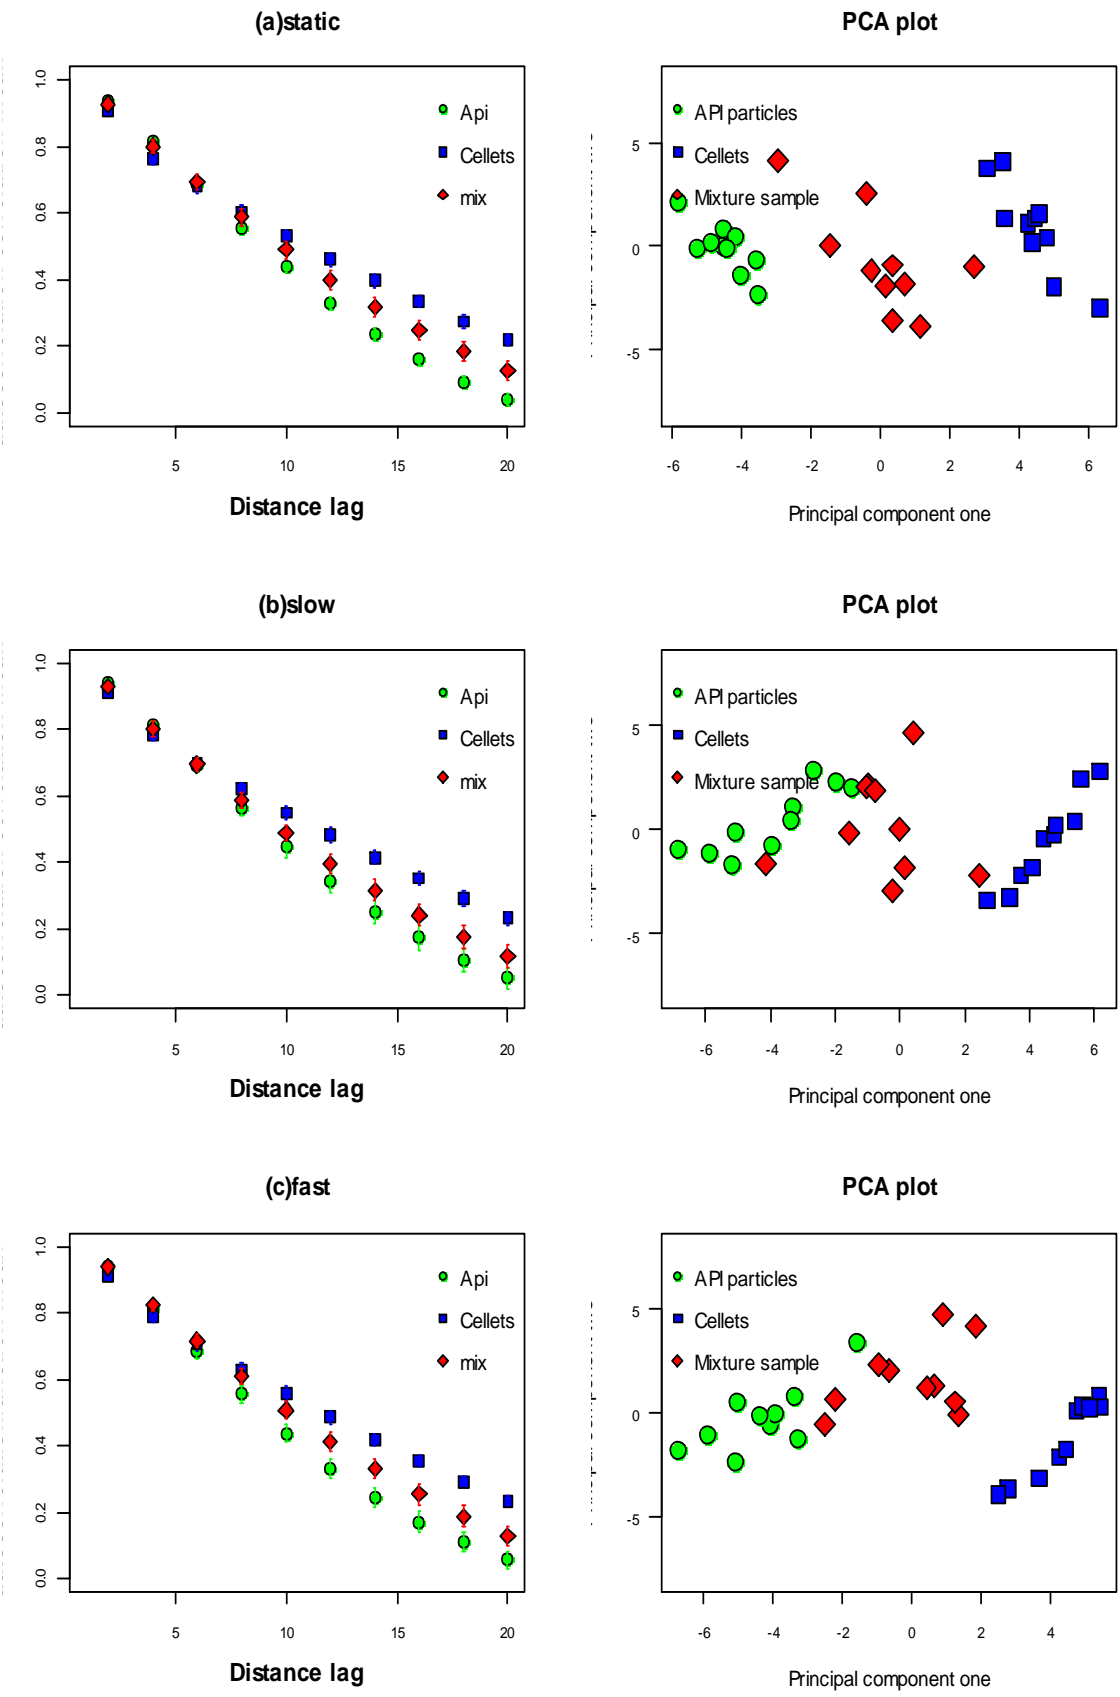 (a)static
PCA plot
1.0
0.8
0.6
0.4
0.2
0.0
Api
Cellets
mix
5
10
15
20
Distance lag
API particles
Cellets
Mixture sample
5
0
-5
-6
-4
-2
0
2
4
6
Principal component one
(b)slow
PCA plot
1.0
0.8
0.6
0.4
0.2
0.0
Api
Cellets
mix
5
10
15
20
Distance lag
API particles
Cellets
Mixture sample
5
0
-5
-6
-4
-2
0
2
4
6
Principal component one
(c)fast
PCA plot
1.0
0.8
0.6
0.4
0.2
0.0
Api
Cellets
mix
5
10
15
20
Distance lag
API particles
Cellets
Mixture sample
5
0
-5
-6
-4
-2
0
2
4
Principal component one